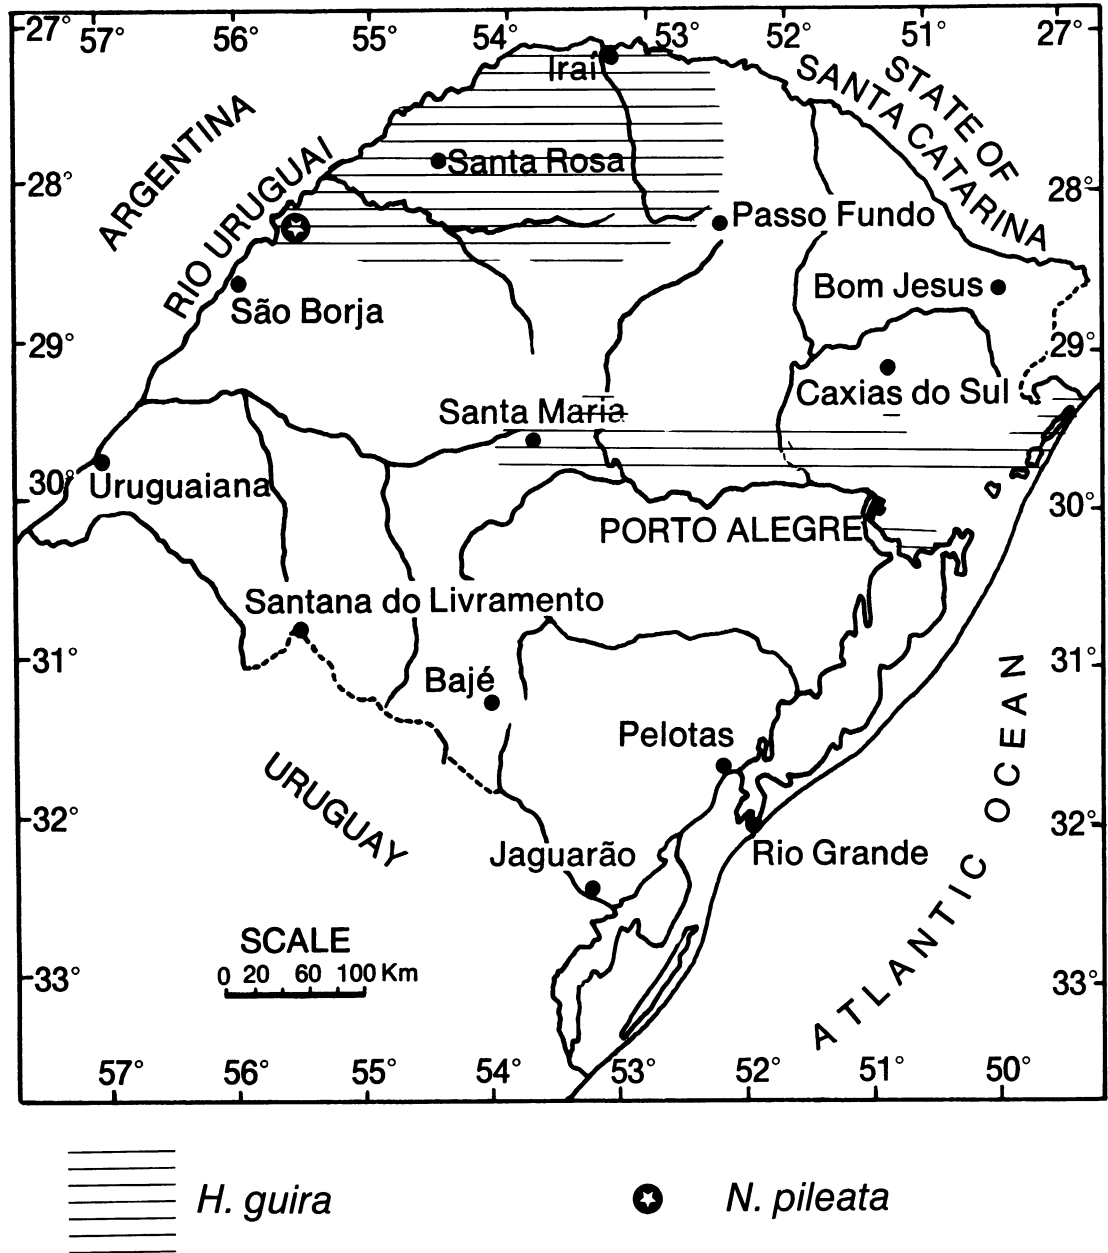 27° 57° 56° 55° 54° 53° 52° 51° 27°
Iraí
STATE OF
SANTA CATARINA
ARGENTINA
RIO URUGUAI
Santa Rosa
28° 28°
Passo Fundo
Bom Jesus
São Borja
29° 29°
Caxias do Sul
Santa Maria
30° 30°
Uruguaiana
PORTO ALEGRE
Santana do Livramento
31° 31°
Bajé
Pelotas
URUGUAY
ATLANTIC OCEAN
32° 32°
Jaguarão
Rio Grande
SCALE
0 20 60 100 Km
33° 33°
57° 56° 55° 54° 53° 52° 51° 50°
H. guira
N. pileata